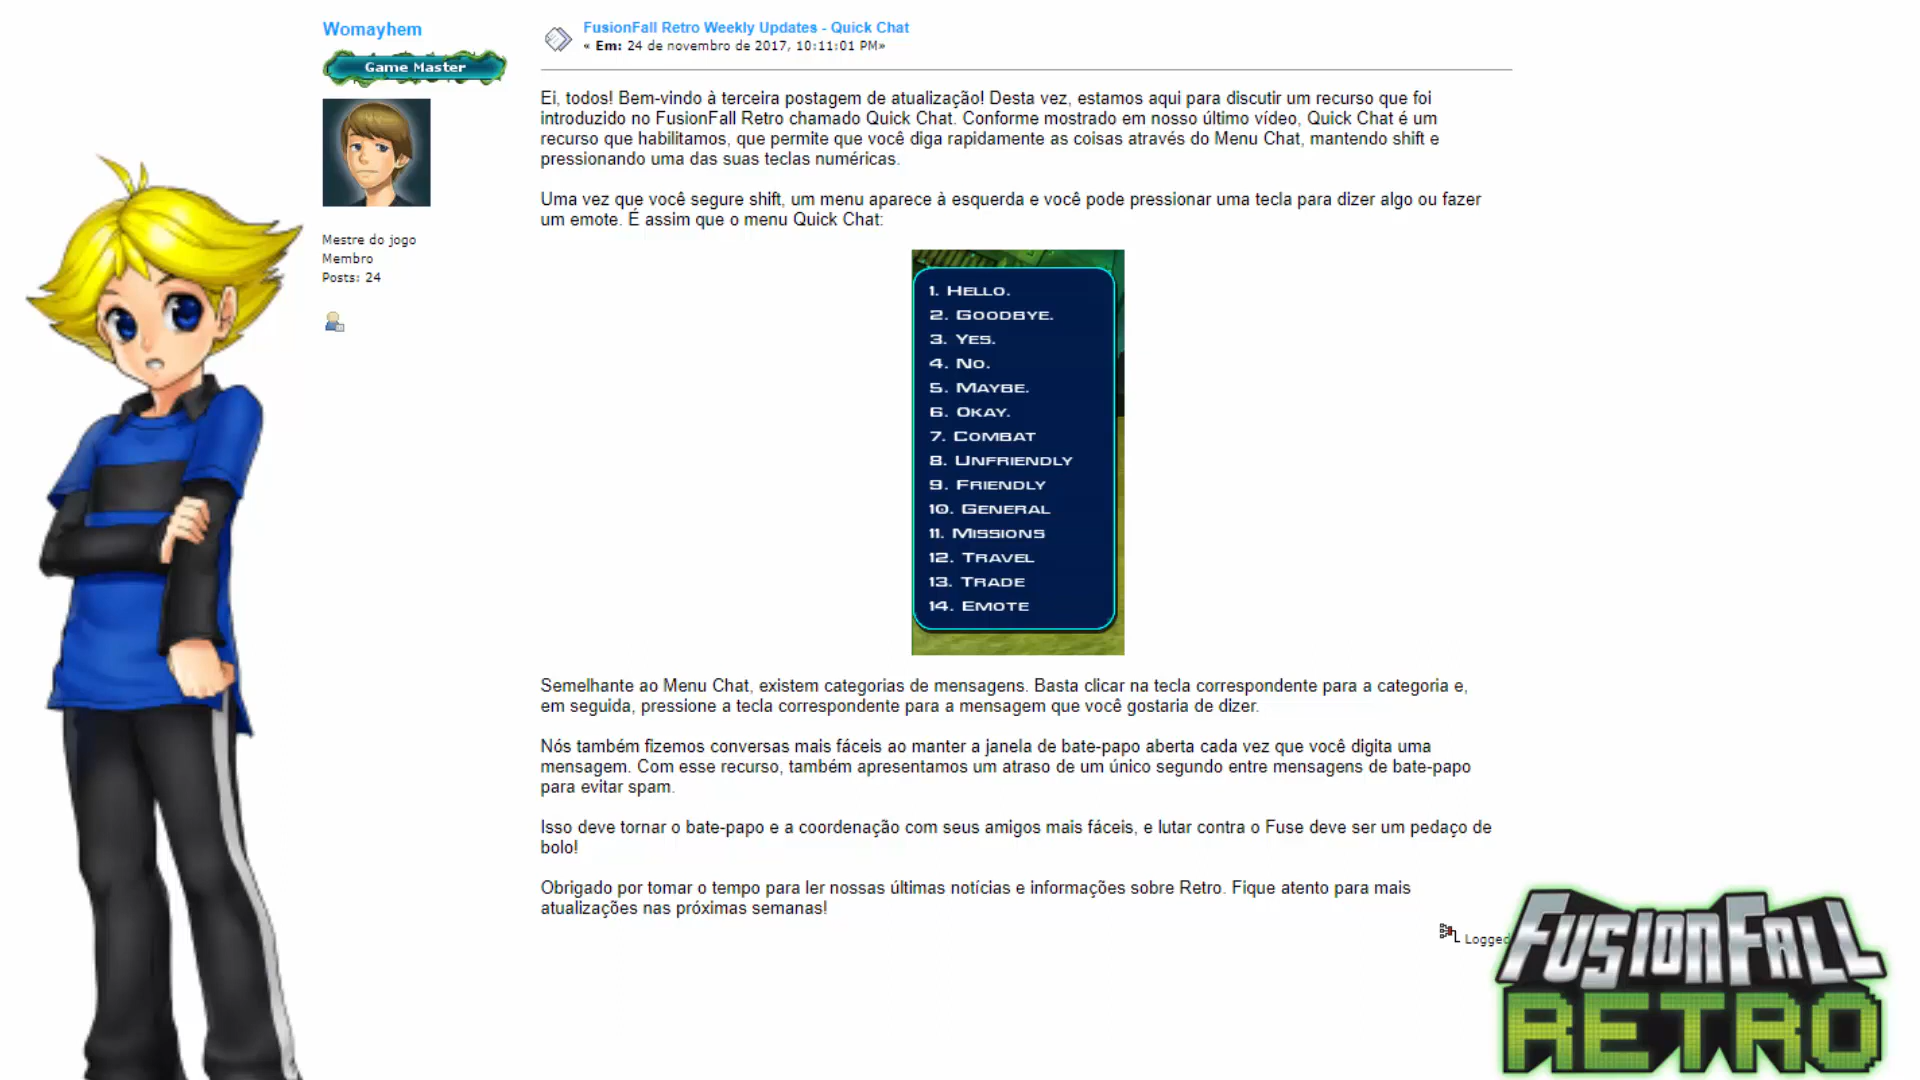 Womayhem
Game Master
Mestre do jogo
Membro
Posts: 24
FusionFall Retro Weekly Updates - Quick Chat
« Em: 24 de novembro de 2017, 10:11:01 PM»
Ei, todos! Bem-vindo à terceira postagem de atualização! Desta vez, estamos aqui para discutir um recurso que foi
introduzido no FusionFall Retro chamado Quick Chat. Conforme mostrado em nosso último vídeo, Quick Chat é um
recurso que habilitamos, que permite que você diga rapidamente as coisas através do Menu Chat, mantendo shift e
pressionando uma das suas teclas numéricas.
Uma vez que você segure shift, um menu aparece à esquerda e você pode pressionar uma tecla para dizer algo ou fazer
um emote. É assim que o menu Quick Chat:
1. Hello.
2. Goodbye.
3. Yes.
4. No.
5. Maybe.
6. Okay.
7. Combat
8. Unfriendly
9. Friendly
10. General
11. Missions
12. Travel
13. Trade
14. Emote
Semelhante ao Menu Chat, existem categorias de mensagens. Basta clicar na tecla correspondente para a categoria e,
em seguida, pressione a tecla correspondente para a mensagem que você gostaria de dizer.
Nós também fizemos conversas mais fáceis ao manter a janela de bate-papo aberta cada vez que você digita uma
mensagem. Com esse recurso, também apresentamos um atraso de um único segundo entre mensagens de bate-papo
para evitar spam.
Isso deve tornar o bate-papo e a coordenação com seus amigos mais fáceis, e lutar contra o Fuse deve ser um pedaço de
bolo!
Obrigado por tomar o tempo para ler nossas últimas notícias e informações sobre Retro. Fique atento para mais
atualizações nas próximas semanas!
Logged
FusionFall
RETRO